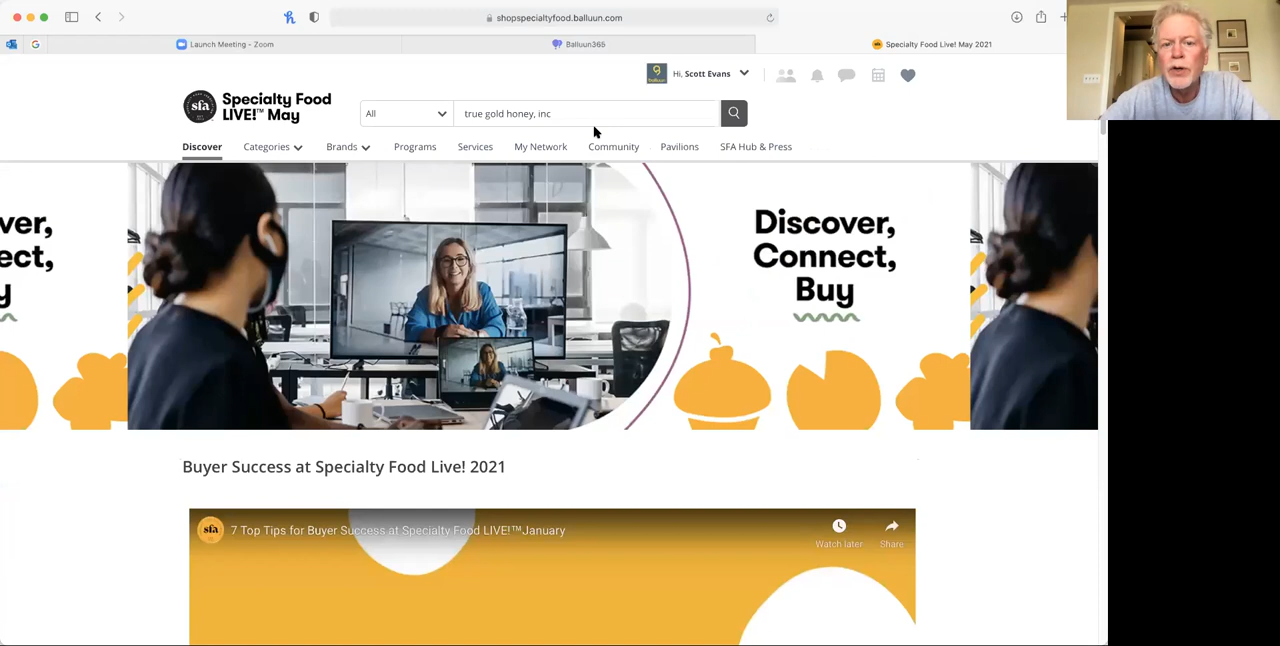 shopspecialtyfood.balluun.com
Launch Meeting - Zoom
Balluun365
Specialty Food Live! May 2021
Hi, Scott Evans
sfa
Specialty Food
LIVE!™ May
All
true gold honey, inc
Discover
Categories
Brands
Programs
Services
My Network
Community
Pavilions
SFA Hub & Press
ver,
ect,
y
Discover,
Connect,
Buy
Buyer Success at Specialty Food Live! 2021
sfa
7 Top Tips for Buyer Success at Specialty Food LIVE!™January
Watch later
Share